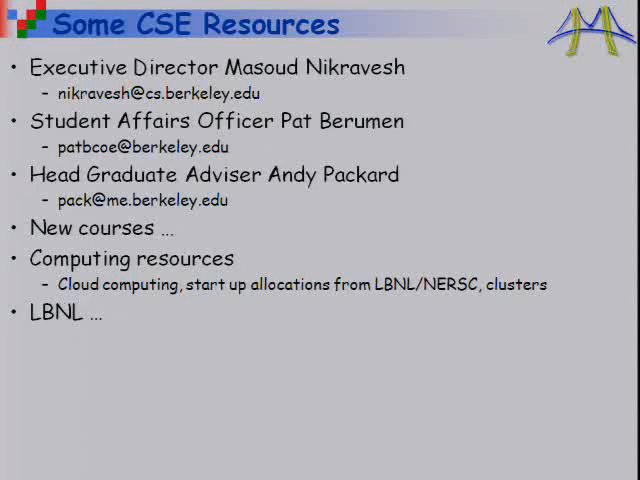 Some CSE Resources
• Executive Director Masoud Nikravesh
– nikravesh@cs.berkeley.edu
• Student Affairs Officer Pat Berumen
– patbcoe@berkeley.edu
• Head Graduate Adviser Andy Packard
– pack@me.berkeley.edu
• New courses …
• Computing resources
– Cloud computing, start up allocations from LBNL/NERSC, clusters
• LBNL …